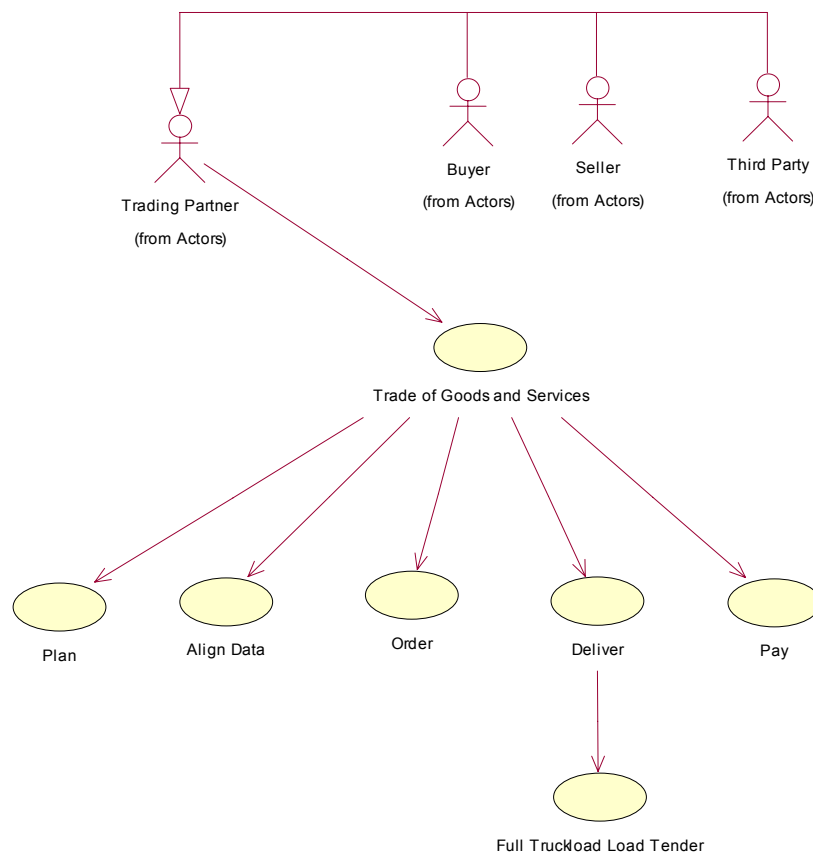 Buyer
(from Actors)
Seller
(from Actors)
Third Party
(from Actors)
Trading Partner
(from Actors)
Trade of Goods and Services
Plan
Align Data
Order
Deliver
Pay
Full Truckload Load Tender